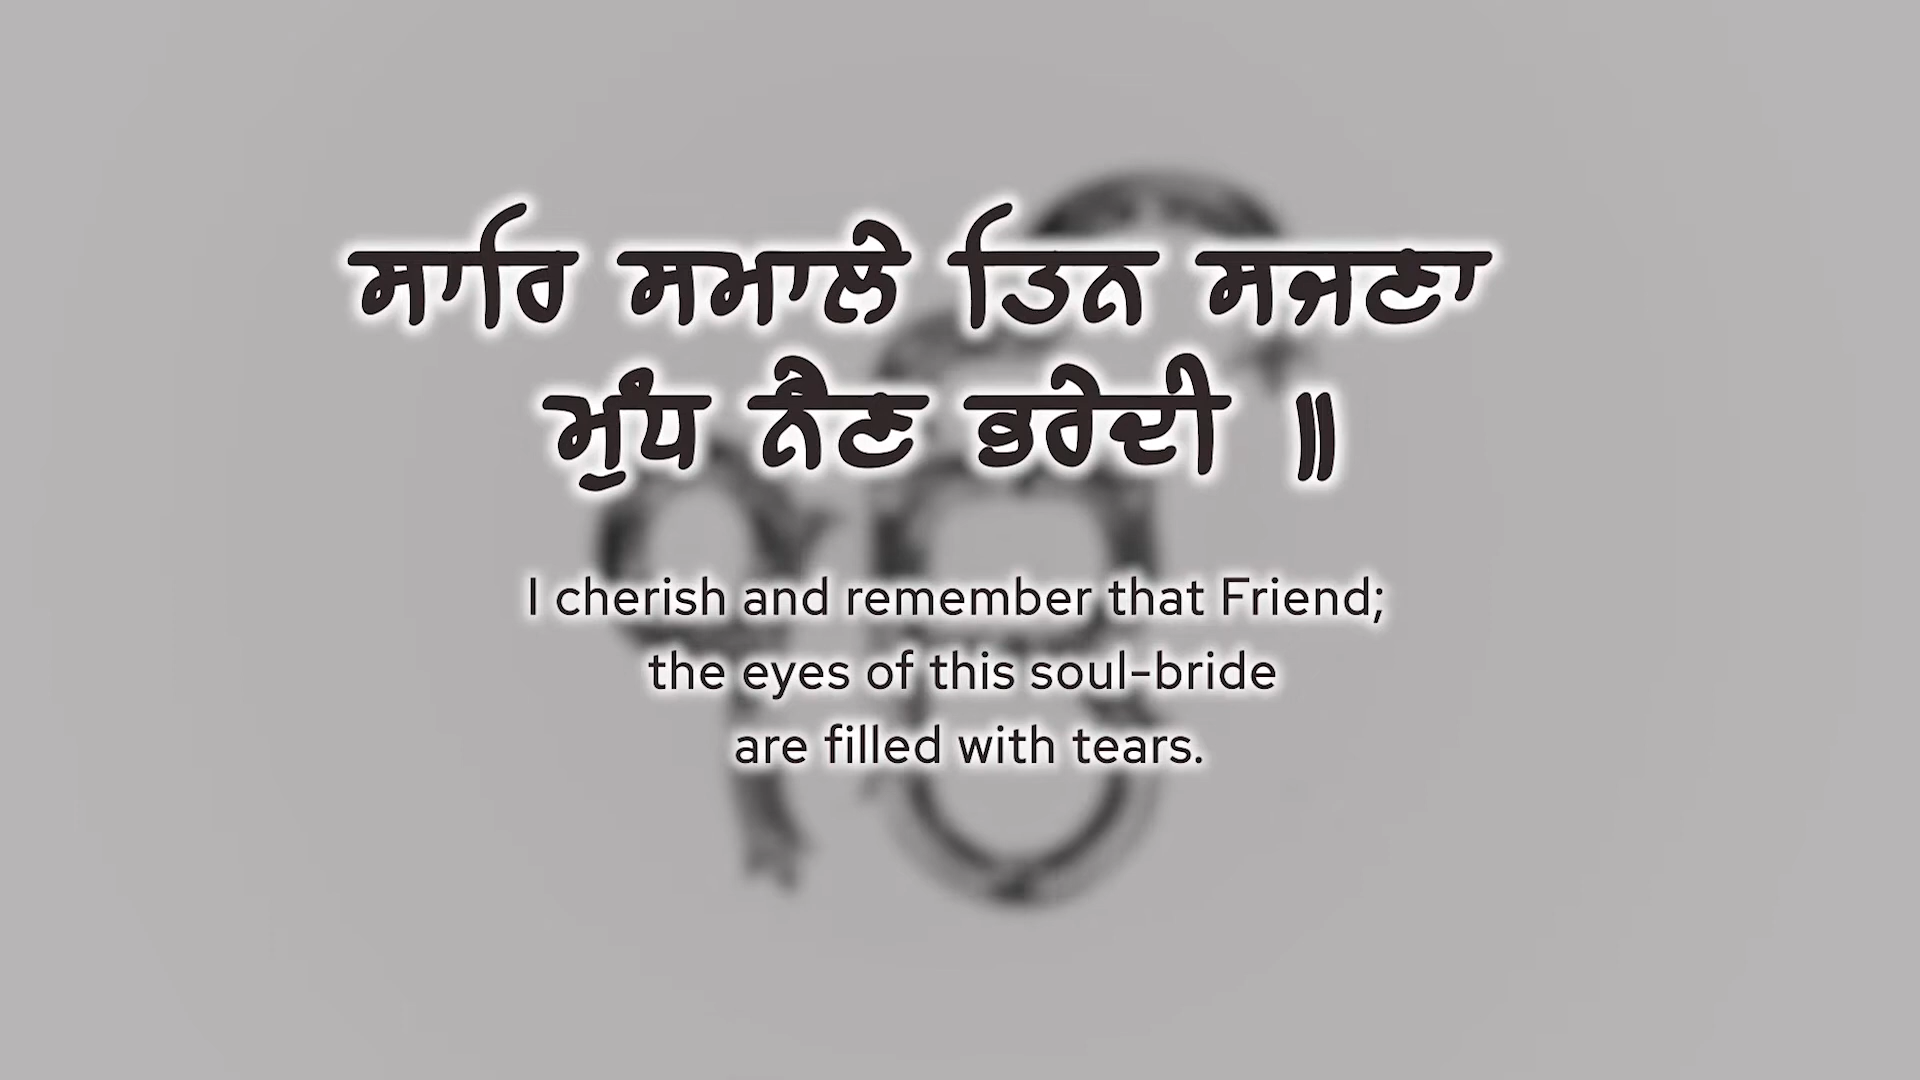 ਸਾਰਿ ਸਮਾਲੇ ਤਿਨ ਸਜਣਾ
ਮੁੰਧ ਨੈਣ ਭਰੇਦੀ ॥
I cherish and remember that Friend;
the eyes of this soul-bride
are filled with tears.